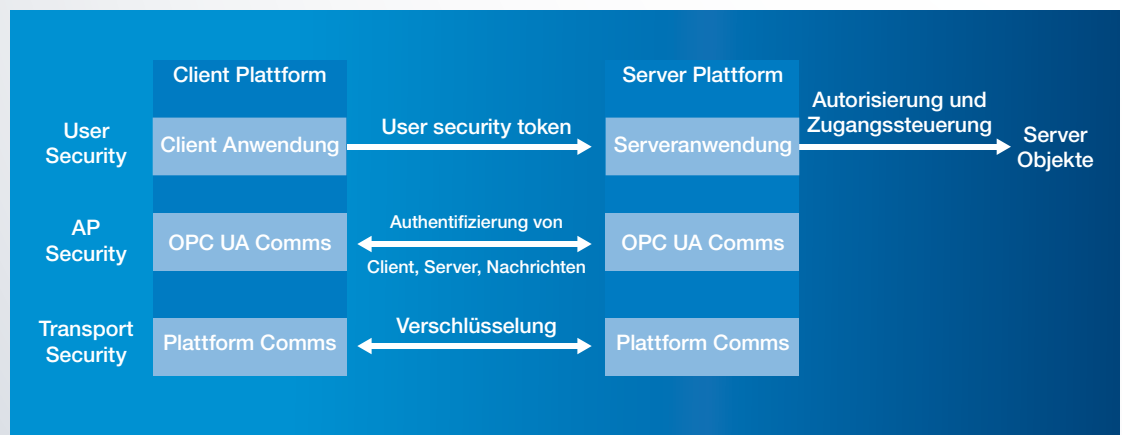 Client Plattform
Server Plattform
User
Security
Client Anwendung
User security token
Serveranwendung
Autorisierung und
Zugangssteuerung
Server
Objekte
AP
Security
OPC UA Comms
Authentifizierung von
Client, Server, Nachrichten
OPC UA Comms
Transport
Security
Plattform Comms
Verschlüsselung
Plattform Comms